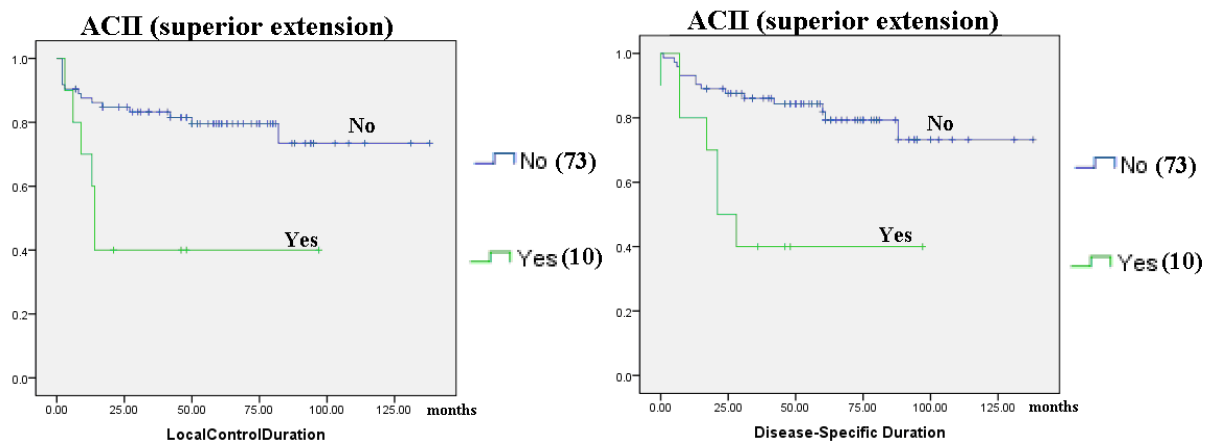 ACII (superior extension)
1.0
0.8
0.6
0.4
0.2
0.0
No
Yes
0.00 25.00 50.00 75.00 100.00 125.00 months
LocalControlDuration
No (73)
Yes (10)
ACII (superior extension)
1.0
0.8
0.6
0.4
0.2
0.0
No
Yes
0.00 25.00 50.00 75.00 100.00 125.00 months
Disease-Specific Duration
No (73)
Yes (10)